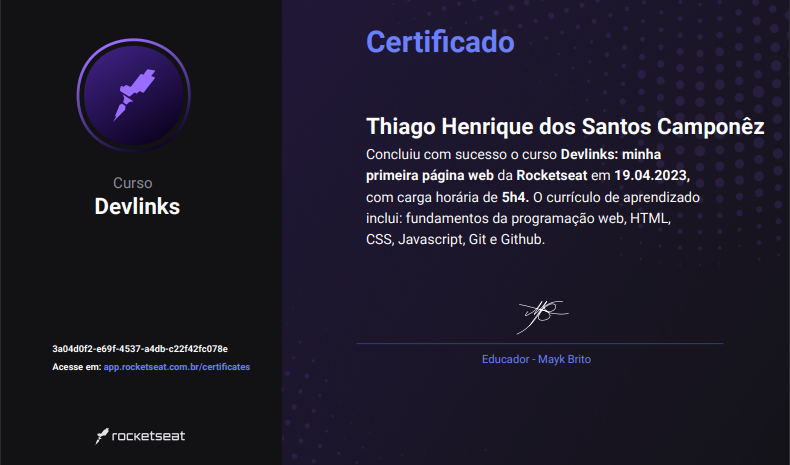 Curso
Devlinks
3a04d0f2-e69f-4537-a4db-c22f42fc078e
Acesse em: app.rocketseat.com.br/certificates
rocketseat
Certificado
Thiago Henrique dos Santos Camponêz
Concluiu com sucesso o curso Devlinks: minha
primeira página web da Rocketseat em 19.04.2023,
com carga horária de 5h4. O currículo de aprendizado
inclui: fundamentos da programação web, HTML,
CSS, Javascript, Git e Github.
Educador - Mayk Brito